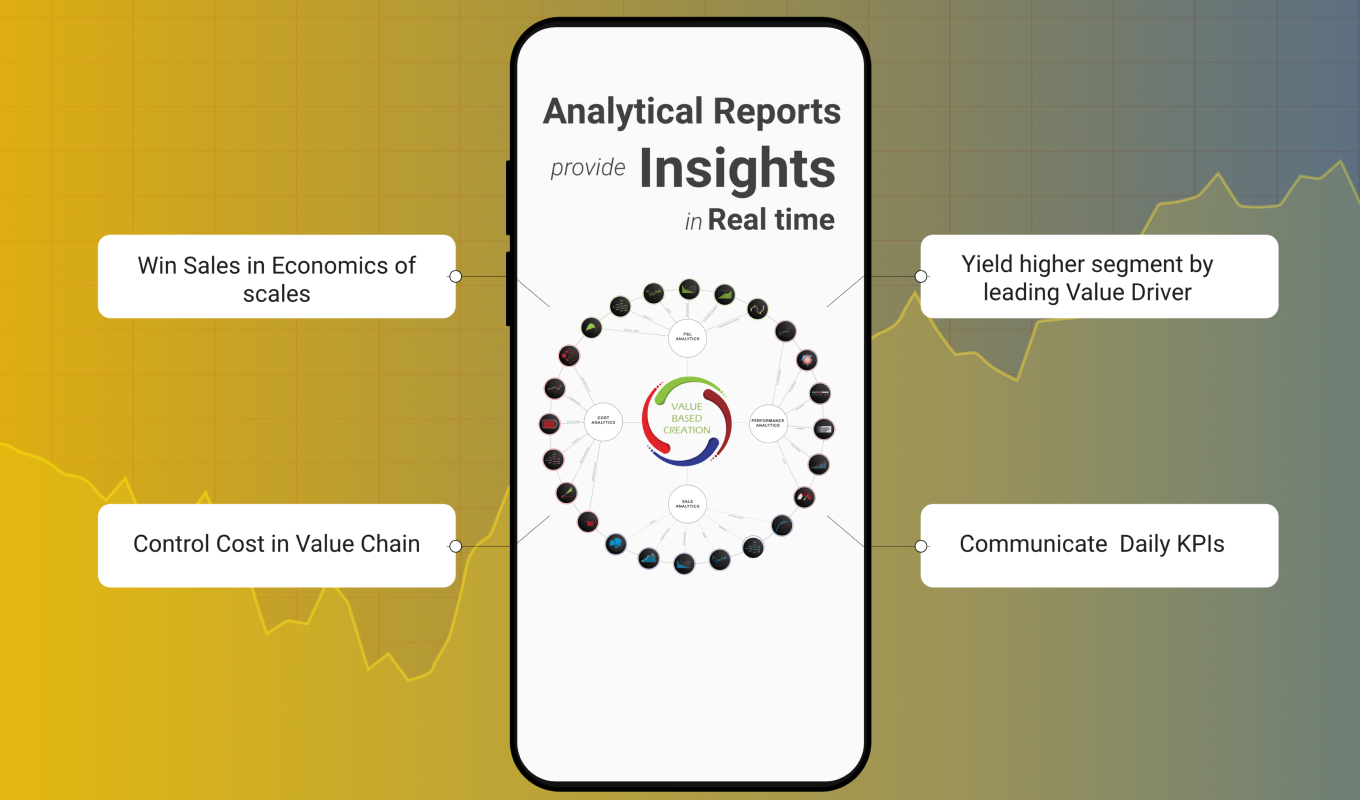 Analytical Reports
provide Insights
in Real time
Win Sales in Economics of
scales
Yield higher segment by
leading Value Driver
P&L
ANALYTICS
COST
ANALYTICS
VALUE
BASED
CREATION
PERFORMANCE
ANALYTICS
SALE
ANALYTICS
Control Cost in Value Chain
Communicate  Daily KPIs